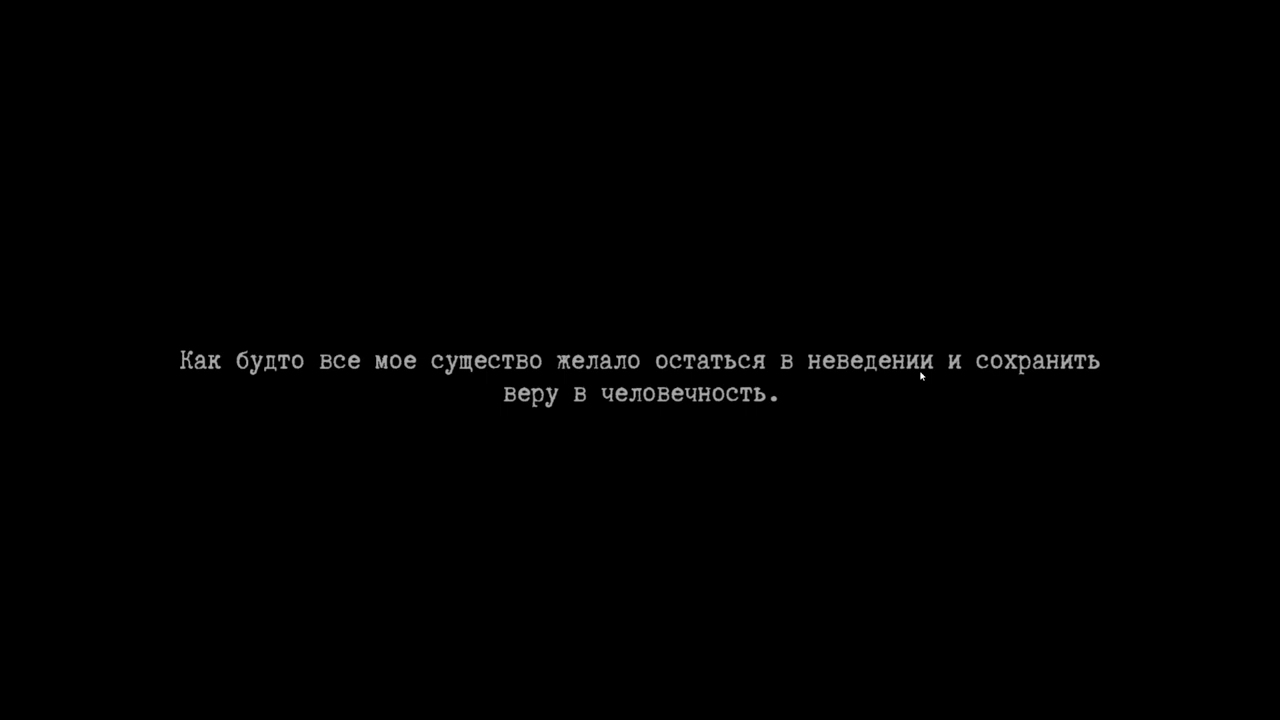 Как будто все мое существо желало остаться в неведении и сохранить
веру в человечность.